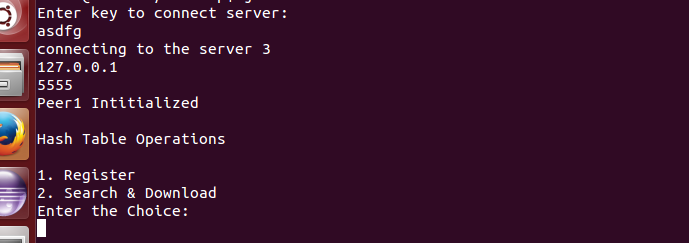 Enter key to connect server:
asdfg
connecting to the server 3
127.0.0.1
5555
Peer1 Intitialized
Hash Table Operations
1. Register
2. Search & Download
Enter the Choice: